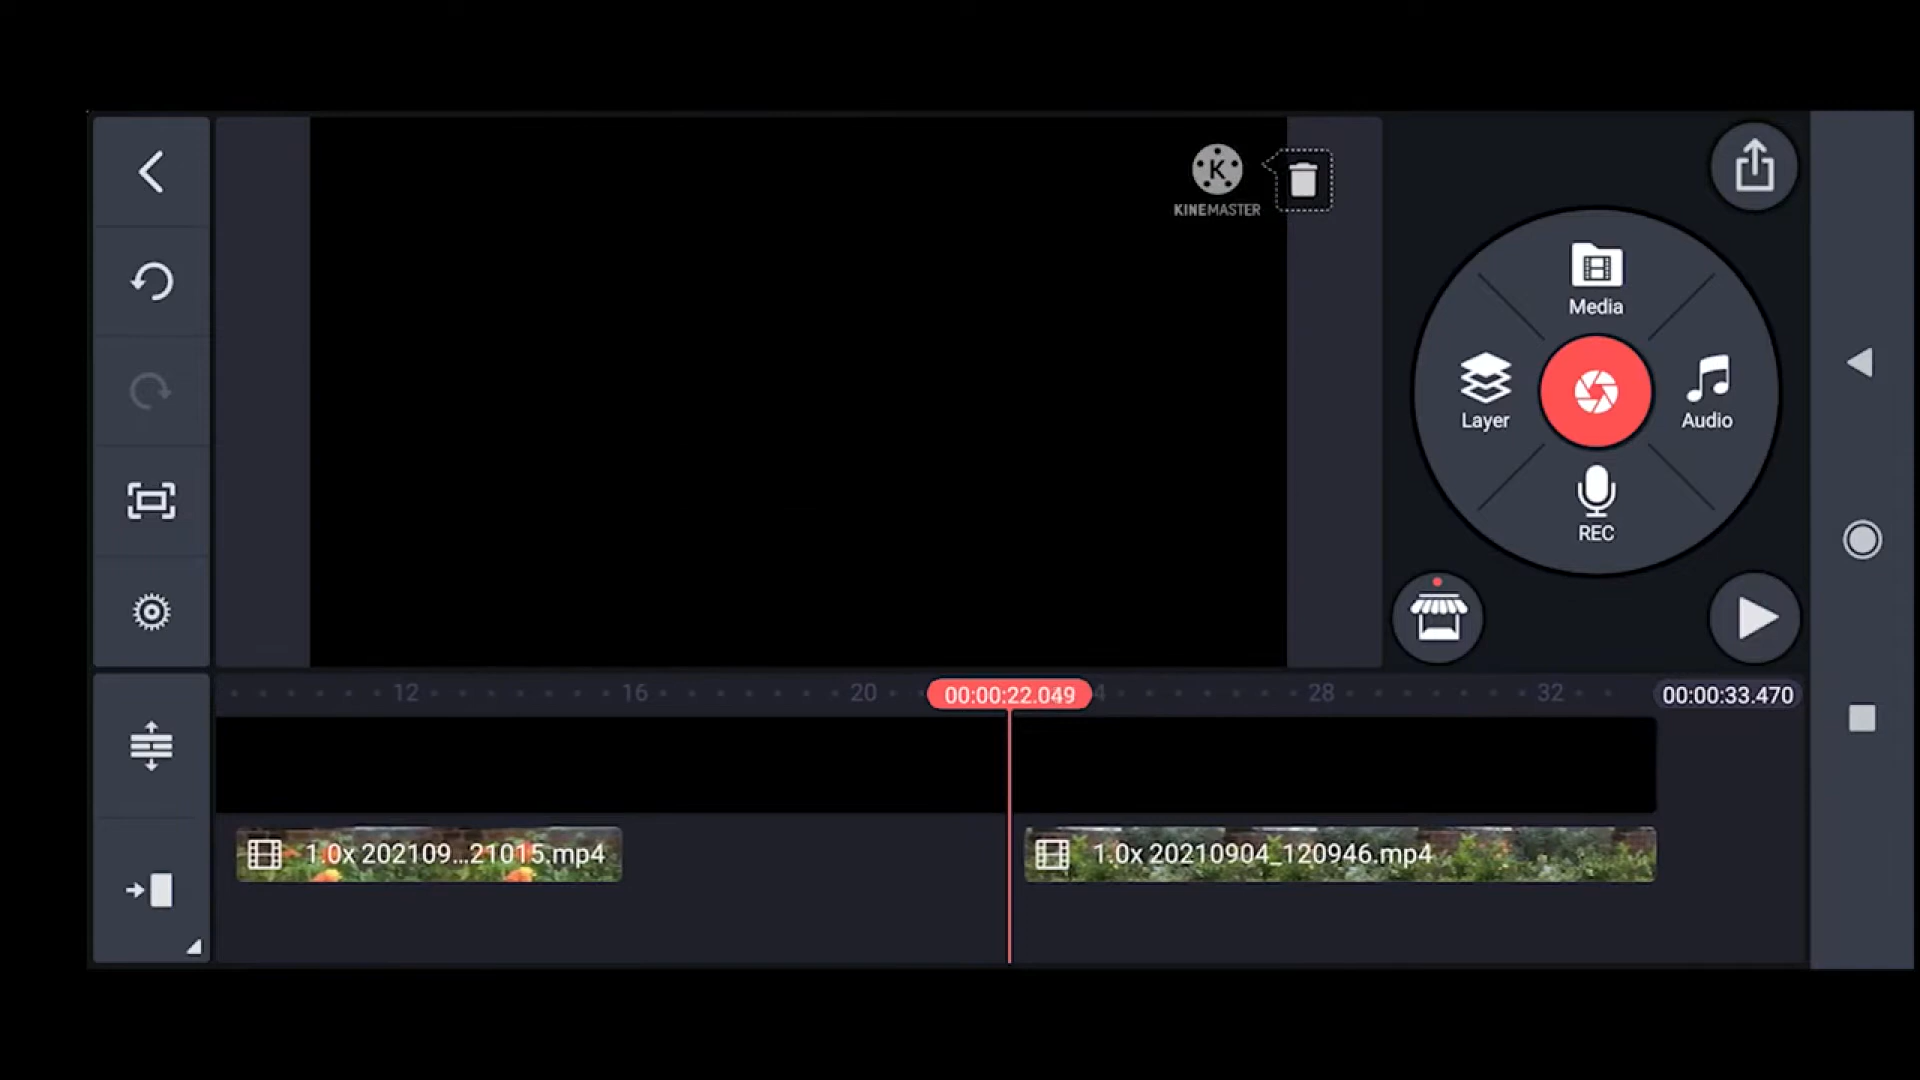 KINEMASTER
K
Media
Layer
Audio
REC
12
16
20
00:00:22.049
4
28
32
00:00:33.470
1.0x 202109...21015.mp4
1.0x 20210904_120946.mp4